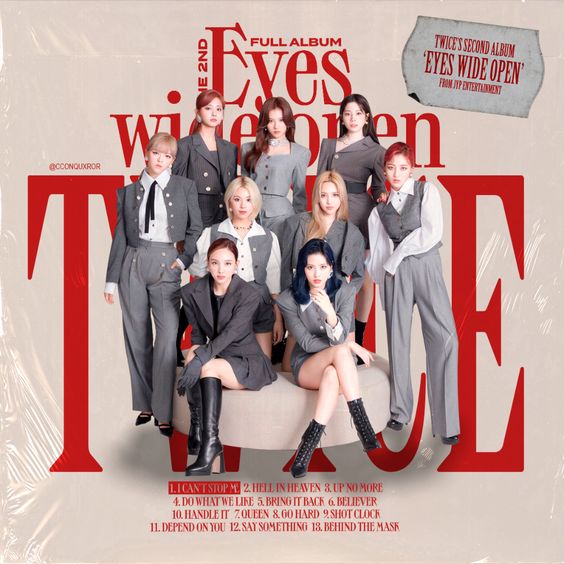 THE 2ND
FULL ALBUM
Eyes
wide open
TWICE
TWICE'S SECOND ALBUM
'EYES WIDE OPEN'
FROM JYP ENTERTAINMENT
@CCONQUXROR
1. I CAN'T STOP ME 2. HELL IN HEAVEN 3. UP NO MORE
4. DO WHAT WE LIKE 5. BRING IT BACK 6. BELIEVER
10. HANDLE IT 7. QUEEN 8. GO HARD 9.SHOT CLOCK
11. DEPEND ON YOU 12. SAY SOMETHING 13. BEHIND THE MASK